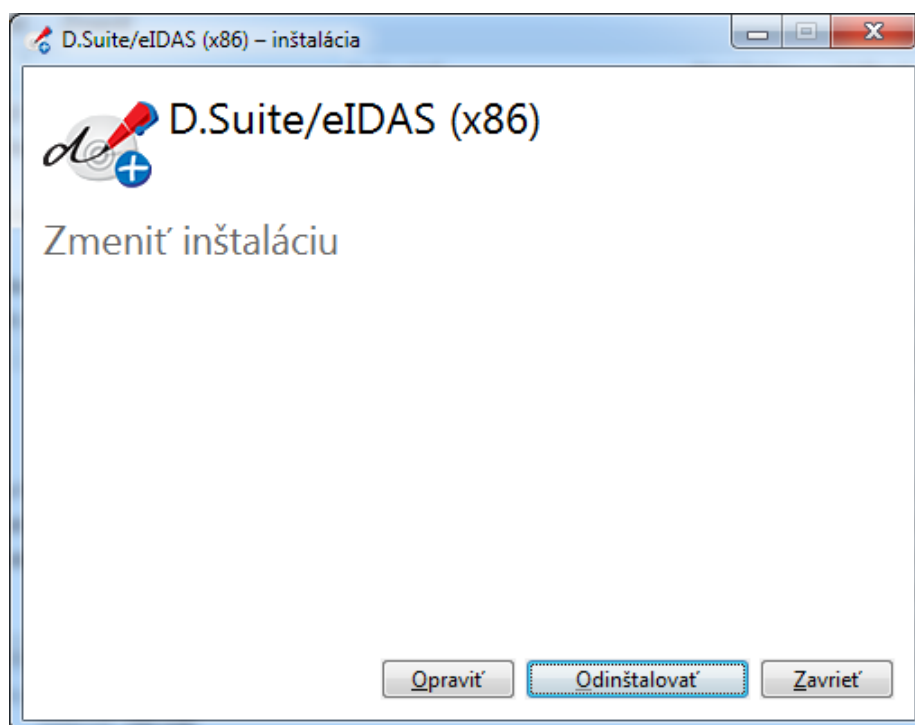 D.Suite/eIDAS (x86) – inštalácia
D.Suite/eIDAS (x86)
Zmeniť inštaláciu
Opraviť
Odinštalovať
Zavrieť